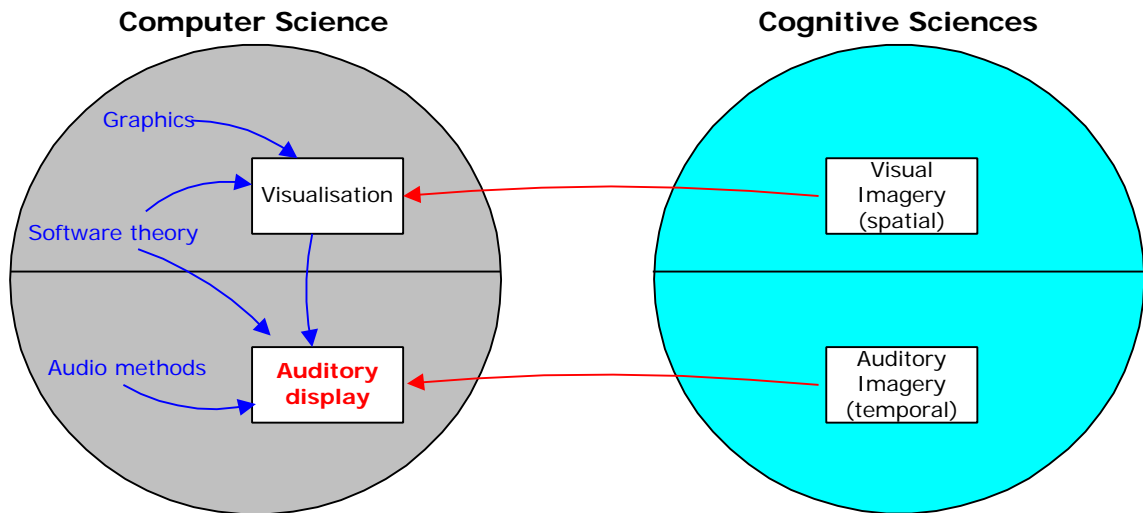 Computer Science
Cognitive Sciences
Graphics
Visualisation
Software theory
Audio methods
Auditory
display
Visual
Imagery
(spatial)
Auditory
Imagery
(temporal)